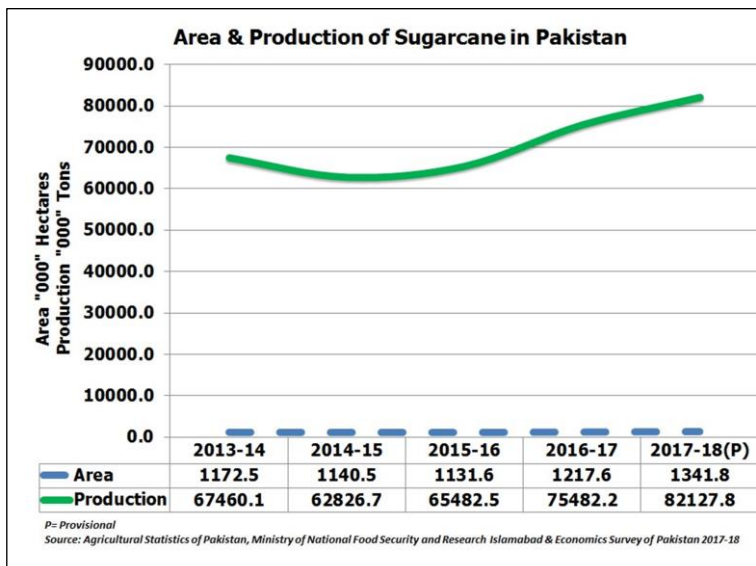 Area & Production of Sugarcane in Pakistan
Area "000" Hectares
Production "000" Tons
90000.0
80000.0
70000.0
60000.0
50000.0
40000.0
30000.0
20000.0
10000.0
0.0
2013-14 2014-15 2015-16 2016-17 2017-18(P)
Area 1172.5 1140.5 1131.6 1217.6 1341.8
Production 67460.1 62826.7 65482.5 75482.2 82127.8
P= Provisional
Source: Agricultural Statistics of Pakistan, Ministry of National Food Security and Research Islamabad & Economics Survey of Pakistan 2017-18